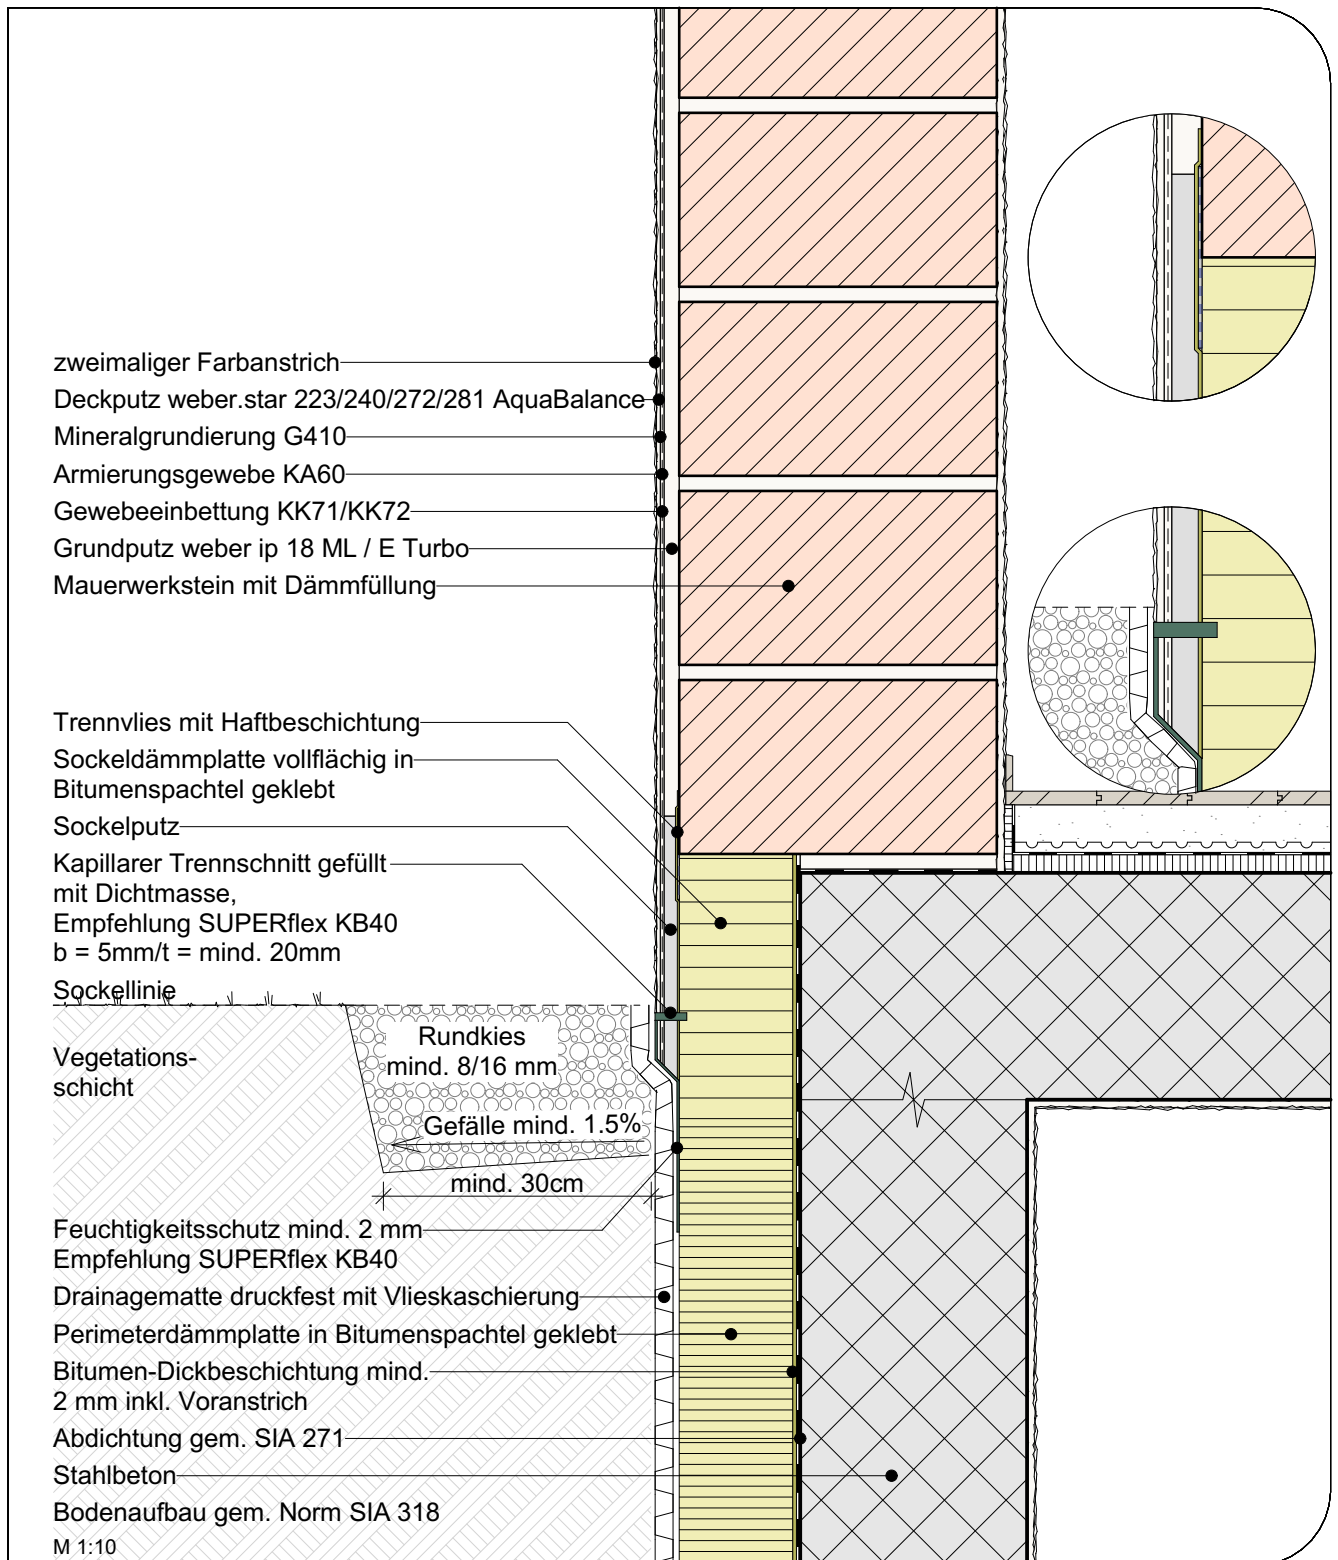 zweimaliger Farbanstrich
Deckputz weber.star 223/240/272/281 AquaBalance
Mineralgrundierung G410
Armierungsgewebe KA60
Gewebeeinbettung KK71/KK72
Grundputz weber ip 18 ML / E Turbo
Mauerwerkstein mit Dämmfüllung
Trennvlies mit Haftbeschichtung
Sockeldämmplatte vollflächig in
Bitumenspachtel geklebt
Sockelputz
Kapillarer Trennschnitt gefüllt
mit Dichtmasse,
Empfehlung SUPERflex KB40
b = 5mm/t = mind. 20mm
Sockellinie
Rundkies
mind. 8/16 mm
Vegetations-
schicht
Gefälle mind. 1.5%
mind. 30cm
Feuchtigkeitsschutz mind. 2 mm
Empfehlung SUPERflex KB40
Drainagematte druckfest mit Vlieskaschierung
Perimeterdämmplatte in Bitumenspachtel geklebt
Bitumen-Dickbeschichtung mind.
2 mm inkl. Voranstrich
Abdichtung gem. SIA 271
Stahlbeton
Bodenaufbau gem. Norm SIA 318
M 1:10